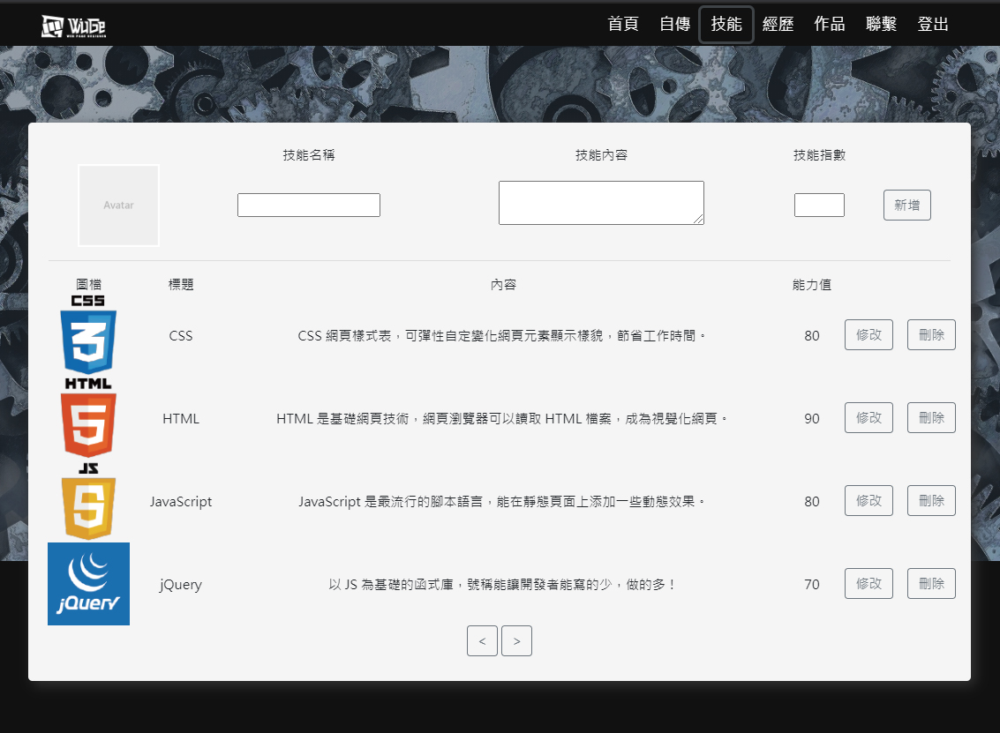 WuGe
WEB PAGE DESIGNER
首頁 自傳 技能 經歷 作品 聯繫 登出
技能名稱 技能內容 技能指數
Avatar
新增
圖檔 標題 內容 能力值
CSS
3
CSS CSS 網頁樣式表，可彈性自定變化網頁元素顯示樣貌，節省工作時間。 80 修改 刪除
HTML
5
HTML HTML 是基礎網頁技術，網頁瀏覽器可以讀取 HTML 檔案，成為視覺化網頁。 90 修改 刪除
JS
5
JavaScript JavaScript 是最流行的腳本語言，能在靜態頁面上添加一些動態效果。 80 修改 刪除
jQuery
jQuery 以 JS 為基礎的函式庫，號稱能讓開發者能寫的少，做的多！ 70 修改 刪除
< >